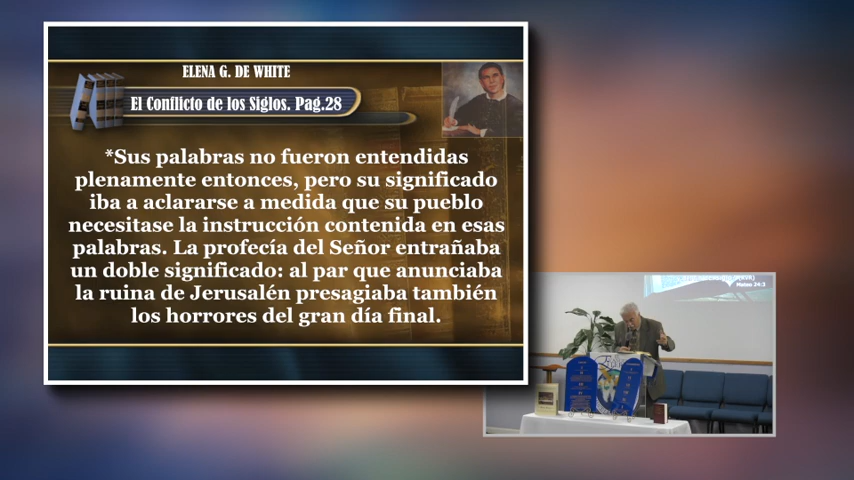 ELENA G. DE WHITE
El Conflicto de los Siglos. Pag.28
*Sus palabras no fueron entendidas
plenamente entonces, pero su significado
iba a aclararse a medida que su pueblo
necesitase la instrucción contenida en esas
palabras. La profecía del Señor entrañaba
un doble significado: al par que anunciaba
la ruina de Jerusalén presagiaba también
los horrores del gran día final.
Mateo 24:3